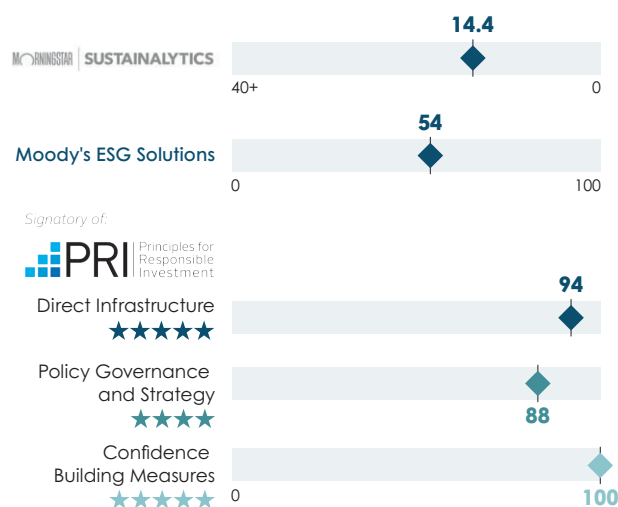 14.4
MORNINGSTAR | SUSTAINALYTICS
40+ 0
54
Moody's ESG Solutions
0 100
Signatory of:
PRI | Principles for
Responsible
Investment
94
Direct Infrastructure
Policy Governance
and Strategy
88
Confidence
Building Measures
0 100